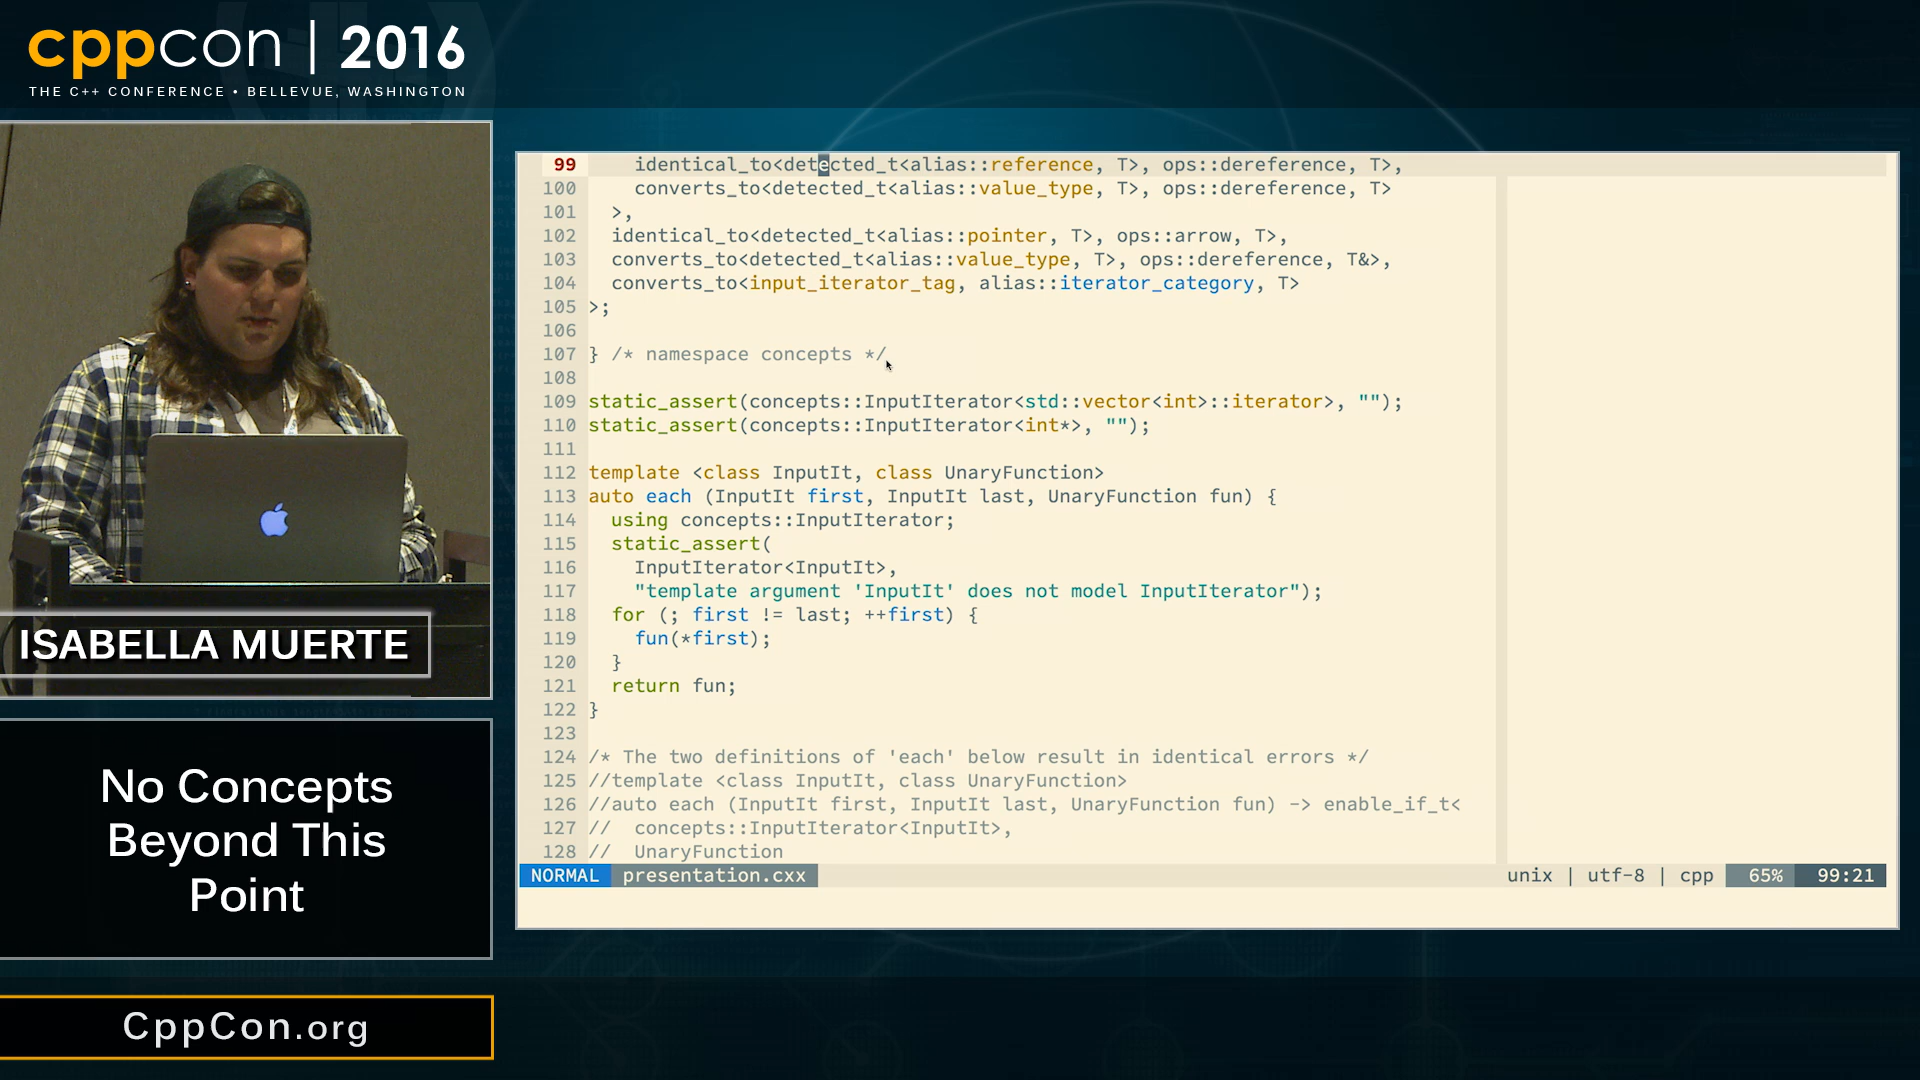 cppcon | 2016
THE C++ CONFERENCE • BELLEVUE, WASHINGTON
ISABELLA MUERTE
No Concepts
Beyond This
Point
CppCon.org
99     identical_to<detected_t<alias::reference, T>, ops::dereference, T>,
100     converts_to<detected_t<alias::value_type, T>, ops::dereference, T>
101   >,
102   identical_to<detected_t<alias::pointer, T>, ops::arrow, T>,
103   converts_to<detected_t<alias::value_type, T>, ops::dereference, T&>,
104   converts_to<input_iterator_tag, alias::iterator_category, T>
105 >;
106
107 } /* namespace concepts */
108
109 static_assert(concepts::InputIterator<std::vector<int>::iterator>, "");
110 static_assert(concepts::InputIterator<int*>, "");
111
112 template <class InputIt, class UnaryFunction>
113 auto each (InputIt first, InputIt last, UnaryFunction fun) {
114   using concepts::InputIterator;
115   static_assert(
116     InputIterator<InputIt>,
117     "template argument 'InputIt' does not model InputIterator");
118   for (; first != last; ++first) {
119     fun(*first);
120   }
121   return fun;
122 }
123
124 /* The two definitions of 'each' below result in identical errors */
125 //template <class InputIt, class UnaryFunction>
126 //auto each (InputIt first, InputIt last, UnaryFunction fun) -> enable_if_t<
127 //  concepts::InputIterator<InputIt>,
128 //  UnaryFunction
NORMAL presentation.cxx unix | utf-8 | cpp 65% 99:21